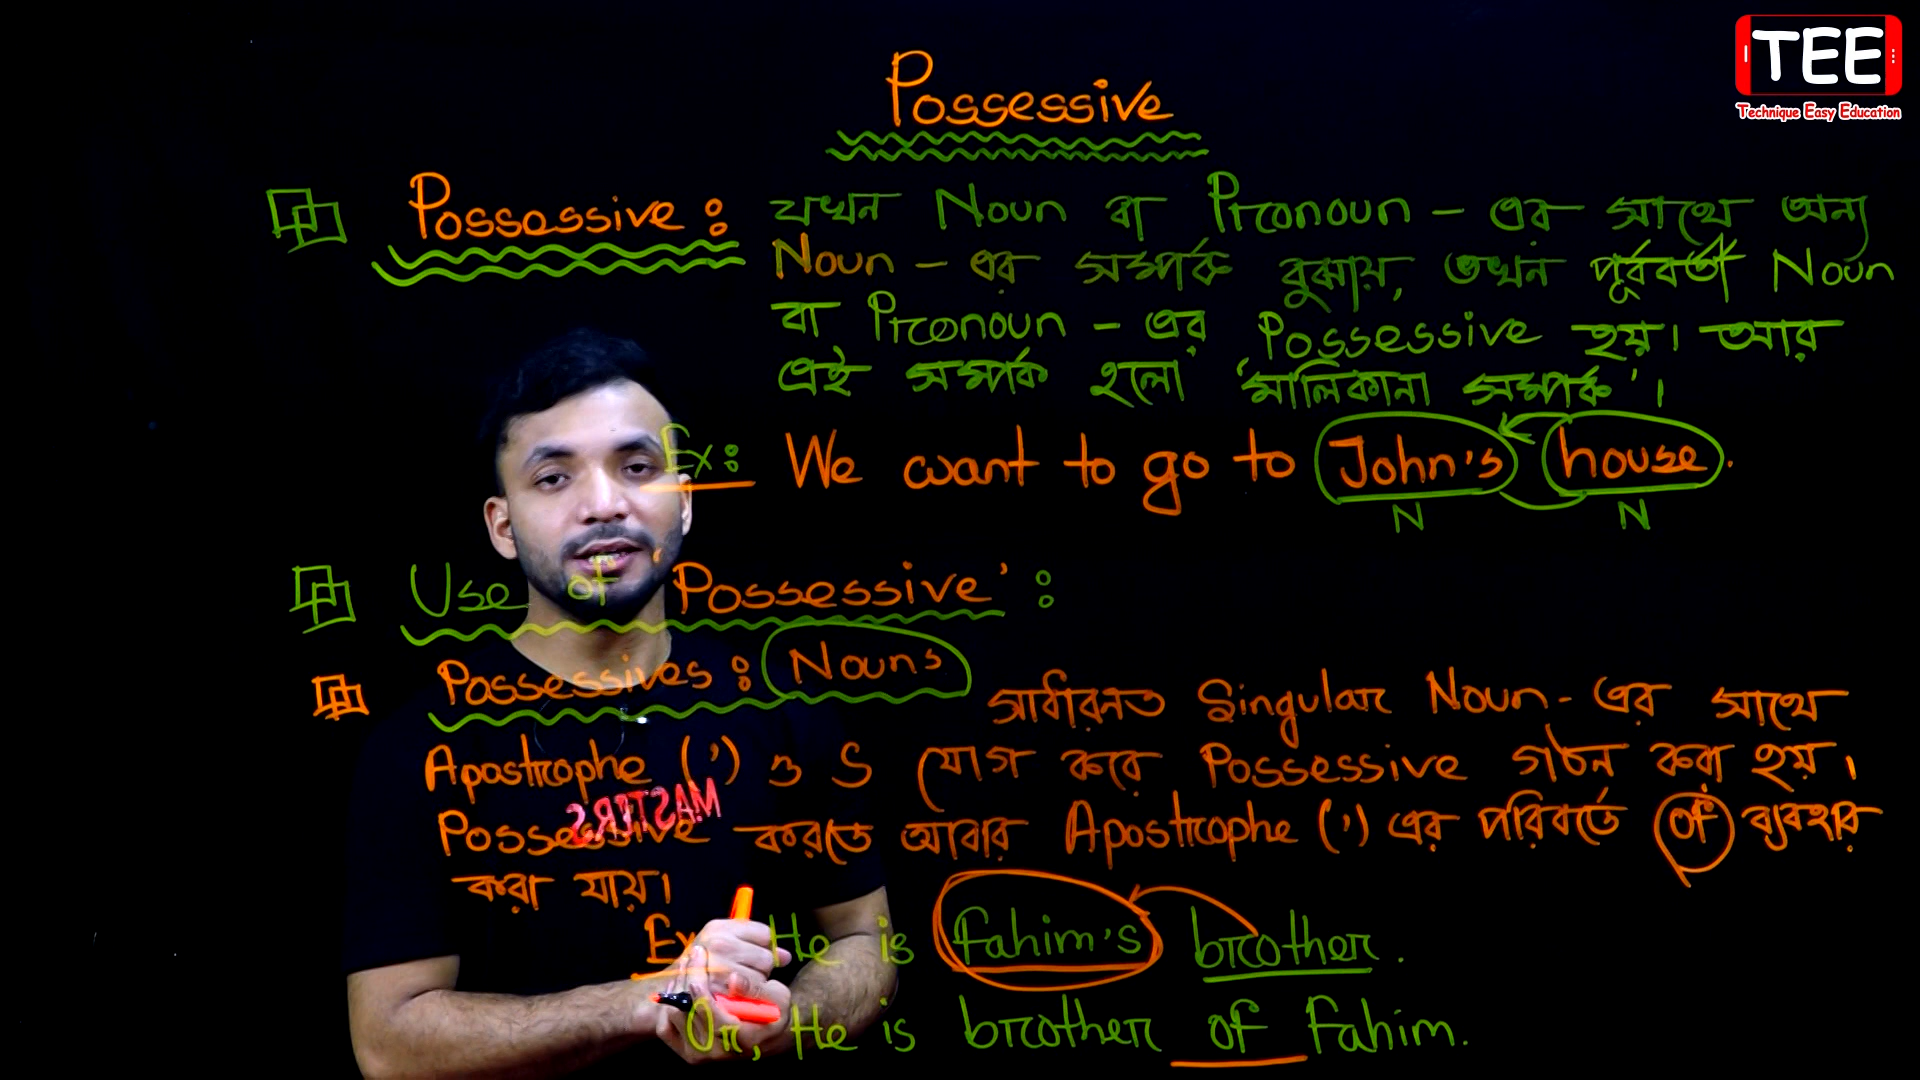 TEE
Technique Easy Education
Possessive
Possessive : যখন Noun বা Pronoun - এর সাথে অন্য
Noun - এর সম্পর্ক বুঝায়, তখন পূর্ববর্তী Noun
বা Pronoun - এর Possessive হয়। আর
এই সম্পর্ক হলো 'মালিকানা সম্পর্ক'।
Ex: We want to go to John's house.
N N
Use of 'Possessive' :
Possessives : Nouns
সাধারনত Singular Noun - এর সাথে
Apostrophe (') ও S যোগ করে Possessive গঠন করা হয়।
Possessive করতে আবার Apostrophe (') এর পরিবর্তে of ব্যবহার
করা যায়।
MASTERS
Ex He is Fahim's brother.
Or, He is brother of Fahim.